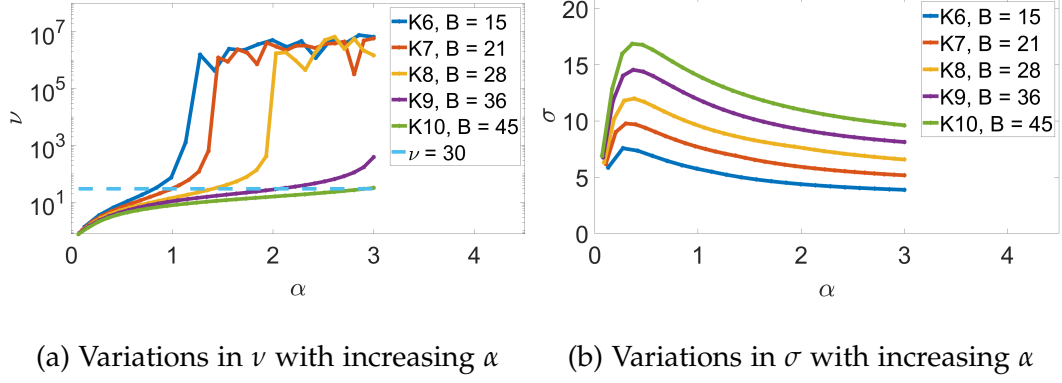 10^7
10^5
10^3
10^1
ν
0
1
2
3
4
α
K6, B = 15
K7, B = 21
K8, B = 28
K9, B = 36
K10, B = 45
ν = 30
20
15
10
5
0
σ
0
1
2
3
4
α
K6, B = 15
K7, B = 21
K8, B = 28
K9, B = 36
K10, B = 45
(a) Variations in ν with increasing α
(b) Variations in σ with increasing α